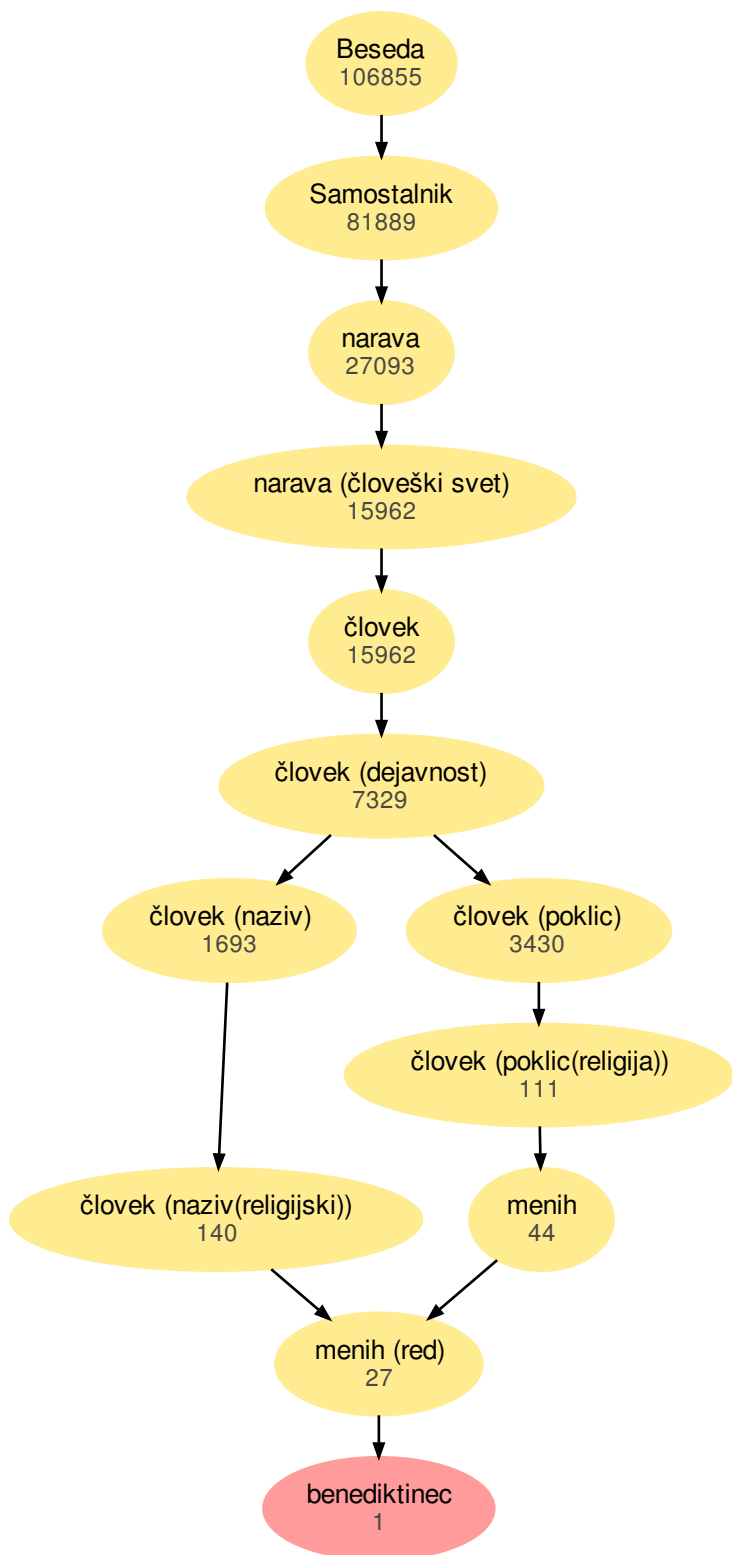 Beseda
106855
Samostalnik
81889
narava
27093
narava (človeški svet)
15962
človek
15962
človek (dejavnost)
7329
človek (naziv)
1693
človek (poklic)
3430
človek (poklic(religija))
111
človek (naziv(religijski))
140
menih
44
menih (red)
27
benediktinec
1